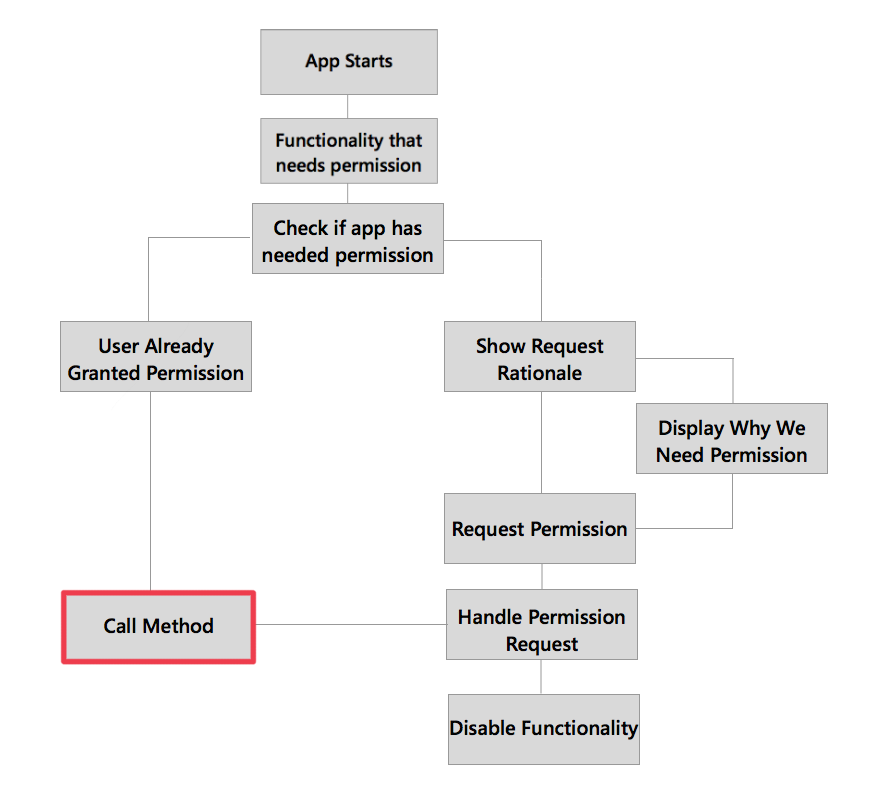 App Starts
Functionality that
needs permission
Check if app has
needed permission
User Already
Granted Permission
Show Request
Rationale
Display Why We
Need Permission
Request Permission
Call Method
Handle Permission
Request
Disable Functionality